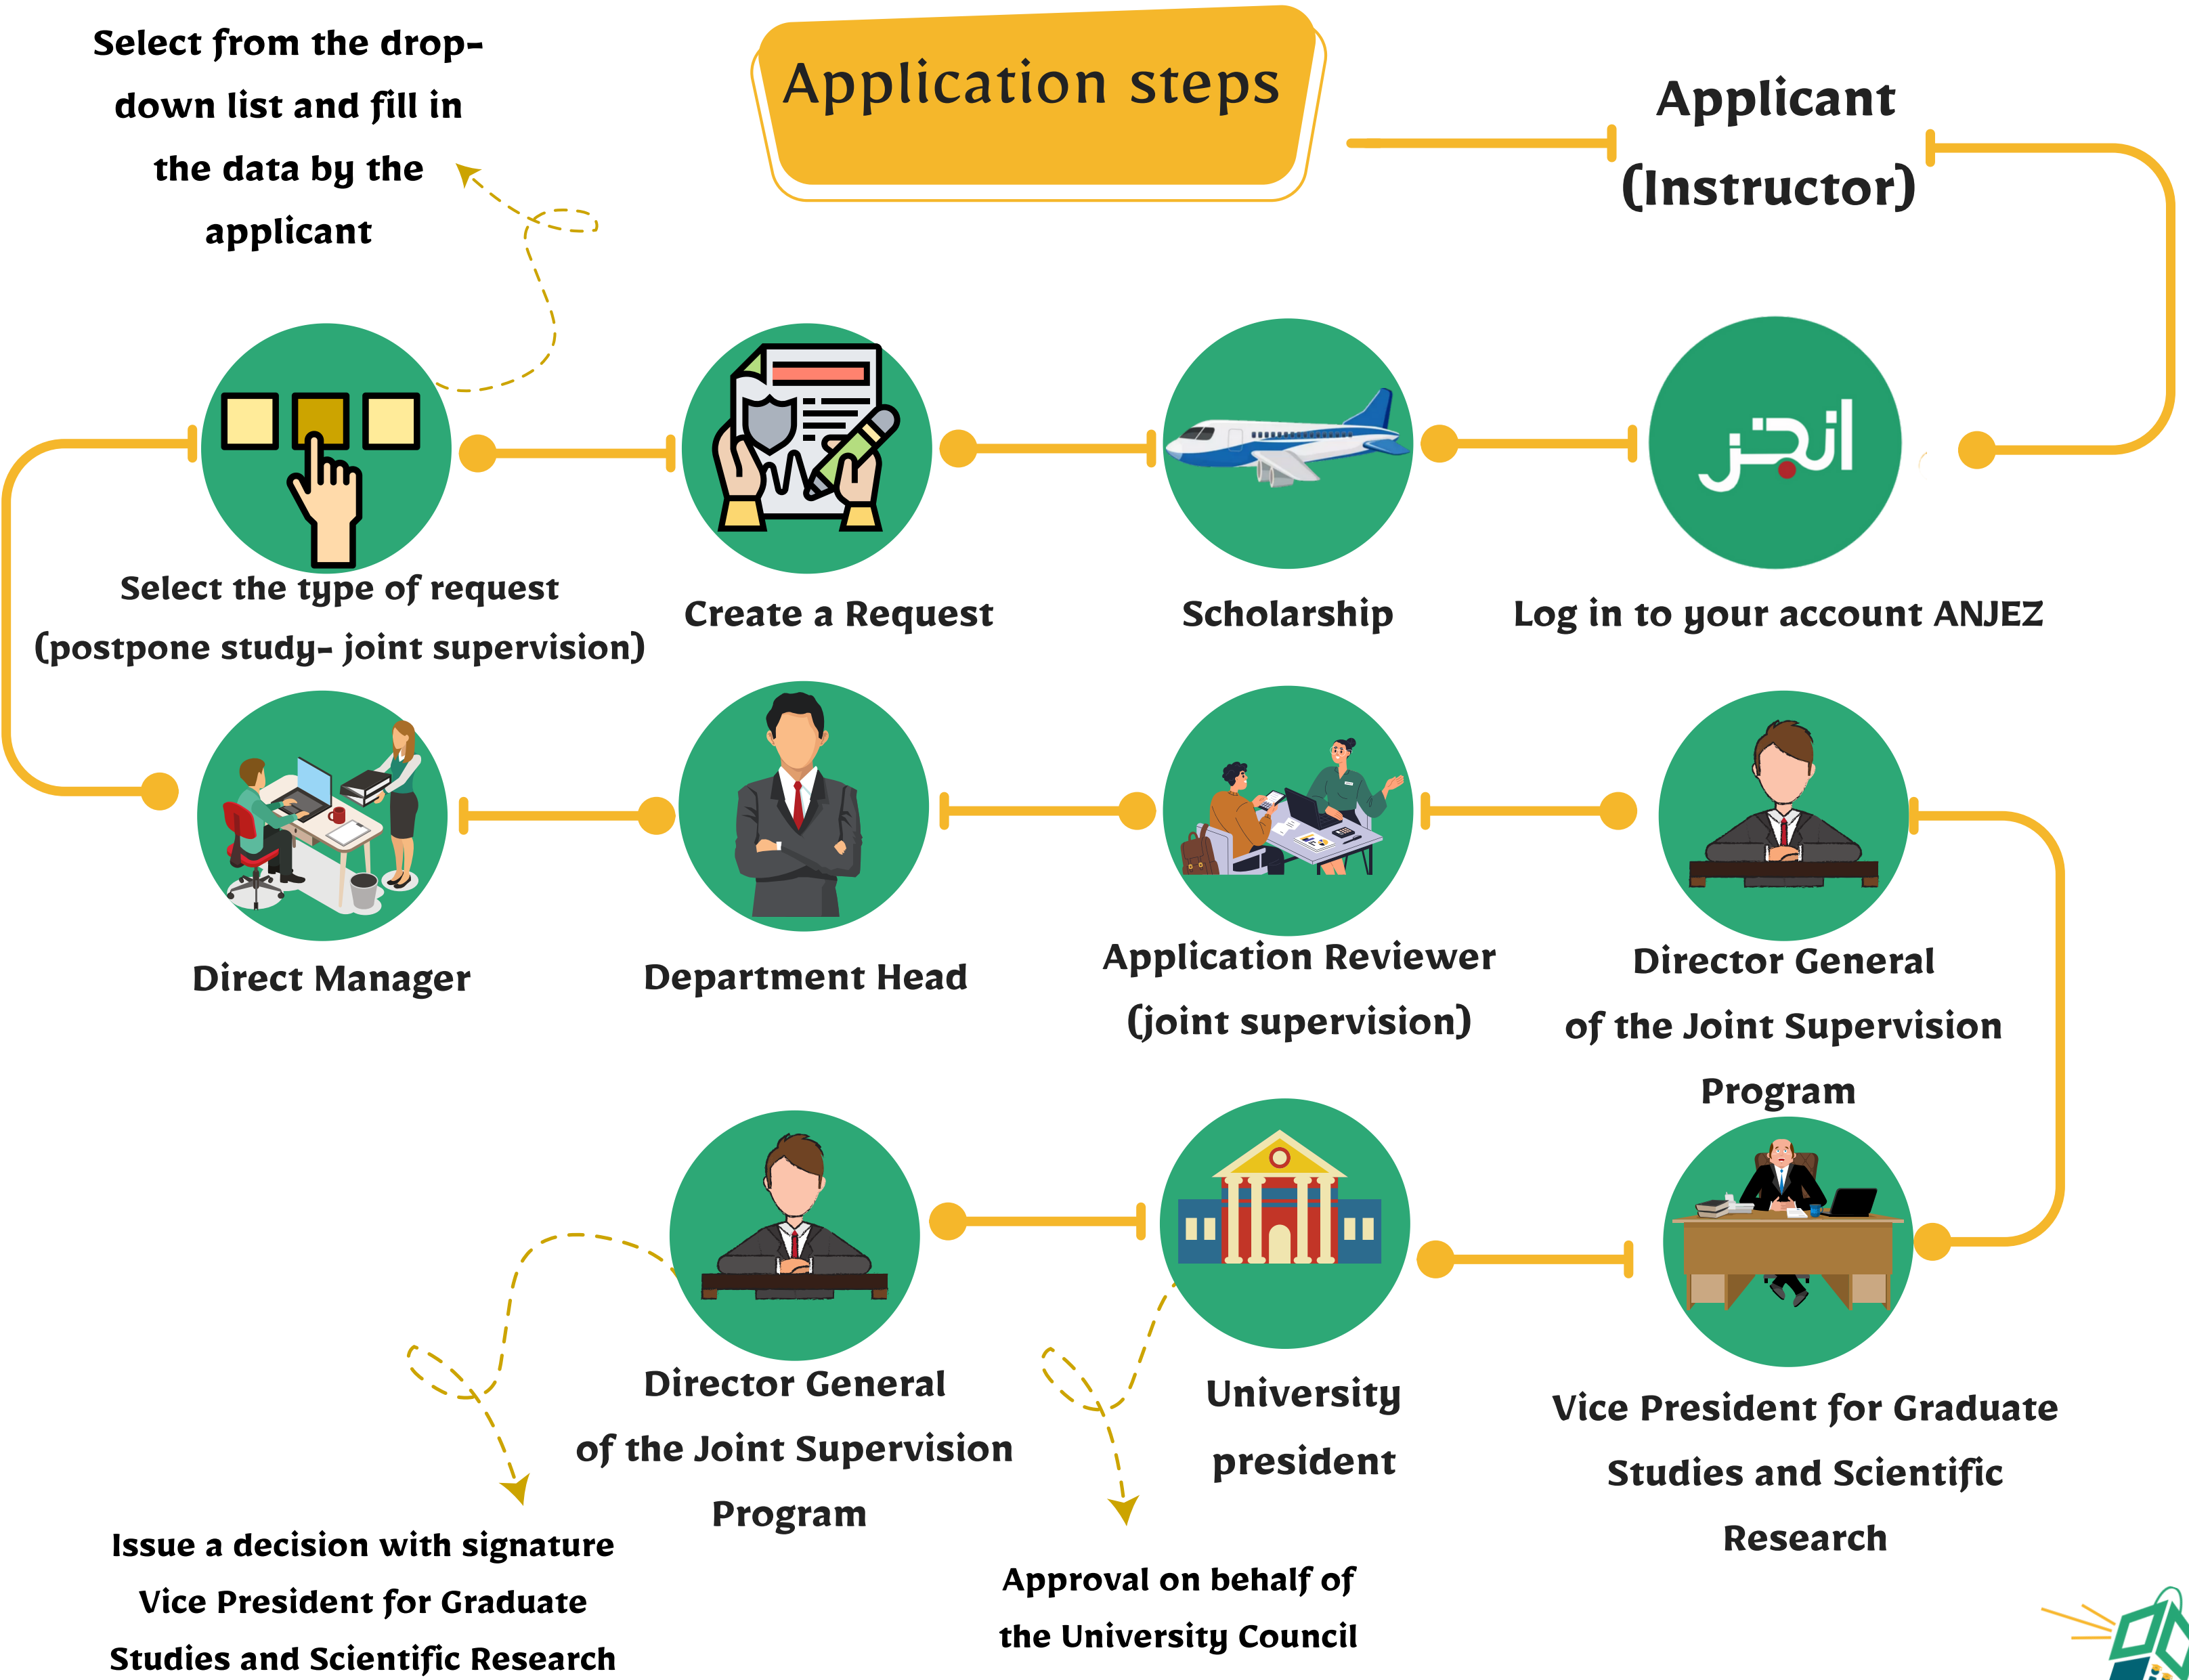 Application steps
Applicant
(Instructor)
Select from the drop-
down list and fill in
the data by the
applicant
انجز
Log in to your account ANJEZ
Scholarship
Create a Request
Select the type of request
(postpone study- joint supervision)
Direct Manager
Department Head
Application Reviewer
(joint supervision)
Director General
of the Joint Supervision
Program
Vice President for Graduate
Studies and Scientific
Research
University
president
Approval on behalf of
the University Council
Director General
of the Joint Supervision
Program
Issue a decision with signature
Vice President for Graduate
Studies and Scientific Research